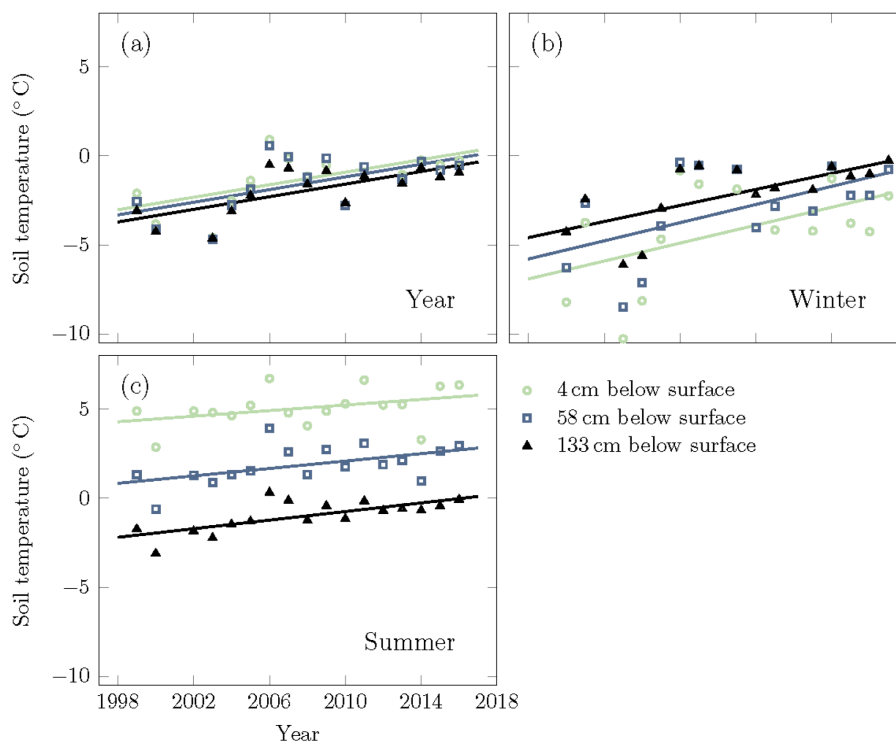 (a)
(b)
5
0
−5
−10
Soil temperature (° C)
Year
Winter
(c)
5
0
−5
−10
Soil temperature (° C)
Summer
4 cm below surface
58 cm below surface
133 cm below surface
1998 2002 2006 2010 2014 2018
Year